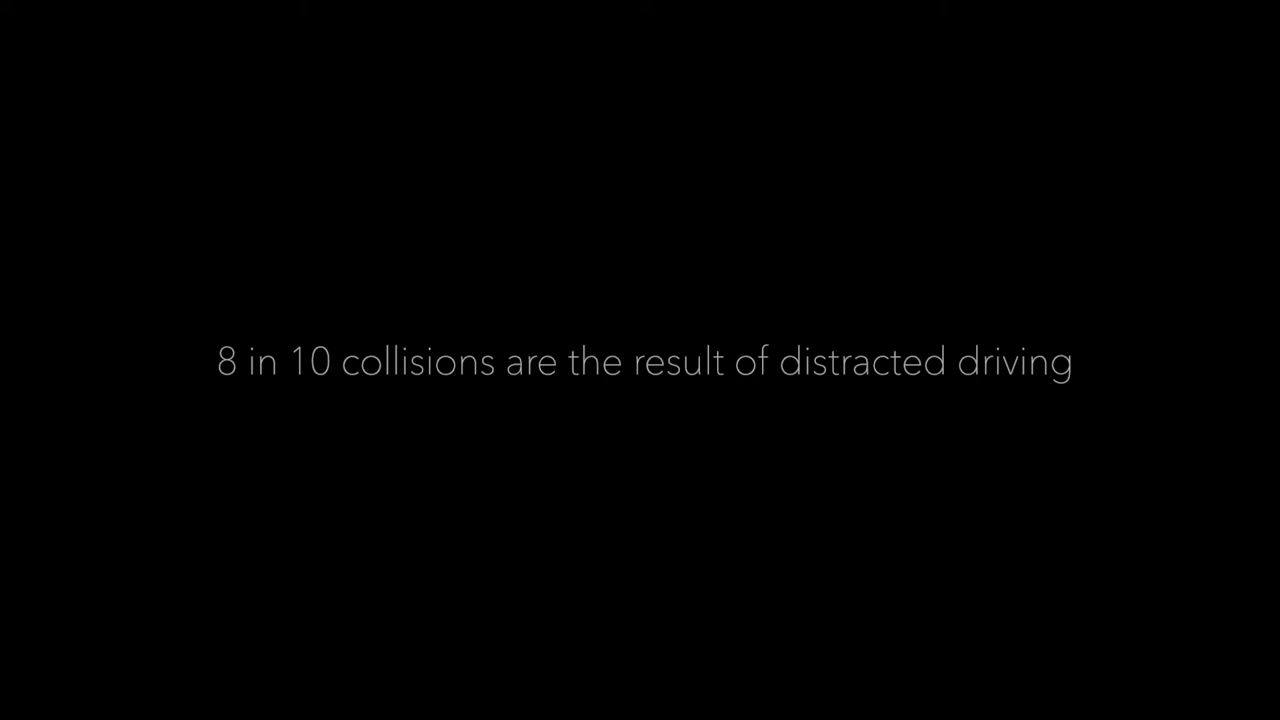 8 in 10 collisions are the result of distracted driving